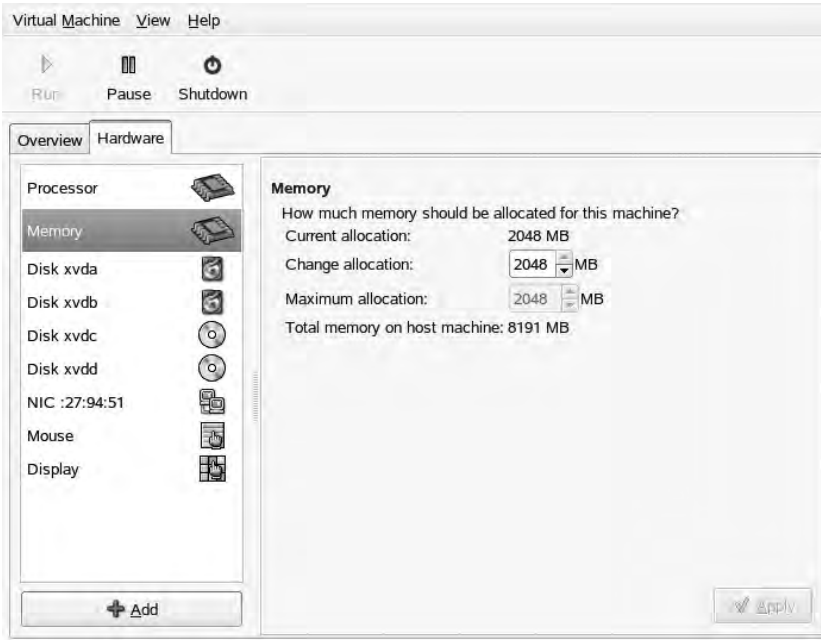 Virtual Machine View Help
Run Pause Shutdown
Overview Hardware
Processor
Memory
Disk xvda
Disk xvdb
Disk xvdc
Disk xvdd
NIC :27:94:51
Mouse
Display
Add
Memory
How much memory should be allocated for this machine?
Current allocation: 2048 MB
Change allocation: 2048 MB
Maximum allocation: 2048 MB
Total memory on host machine: 8191 MB
Apply